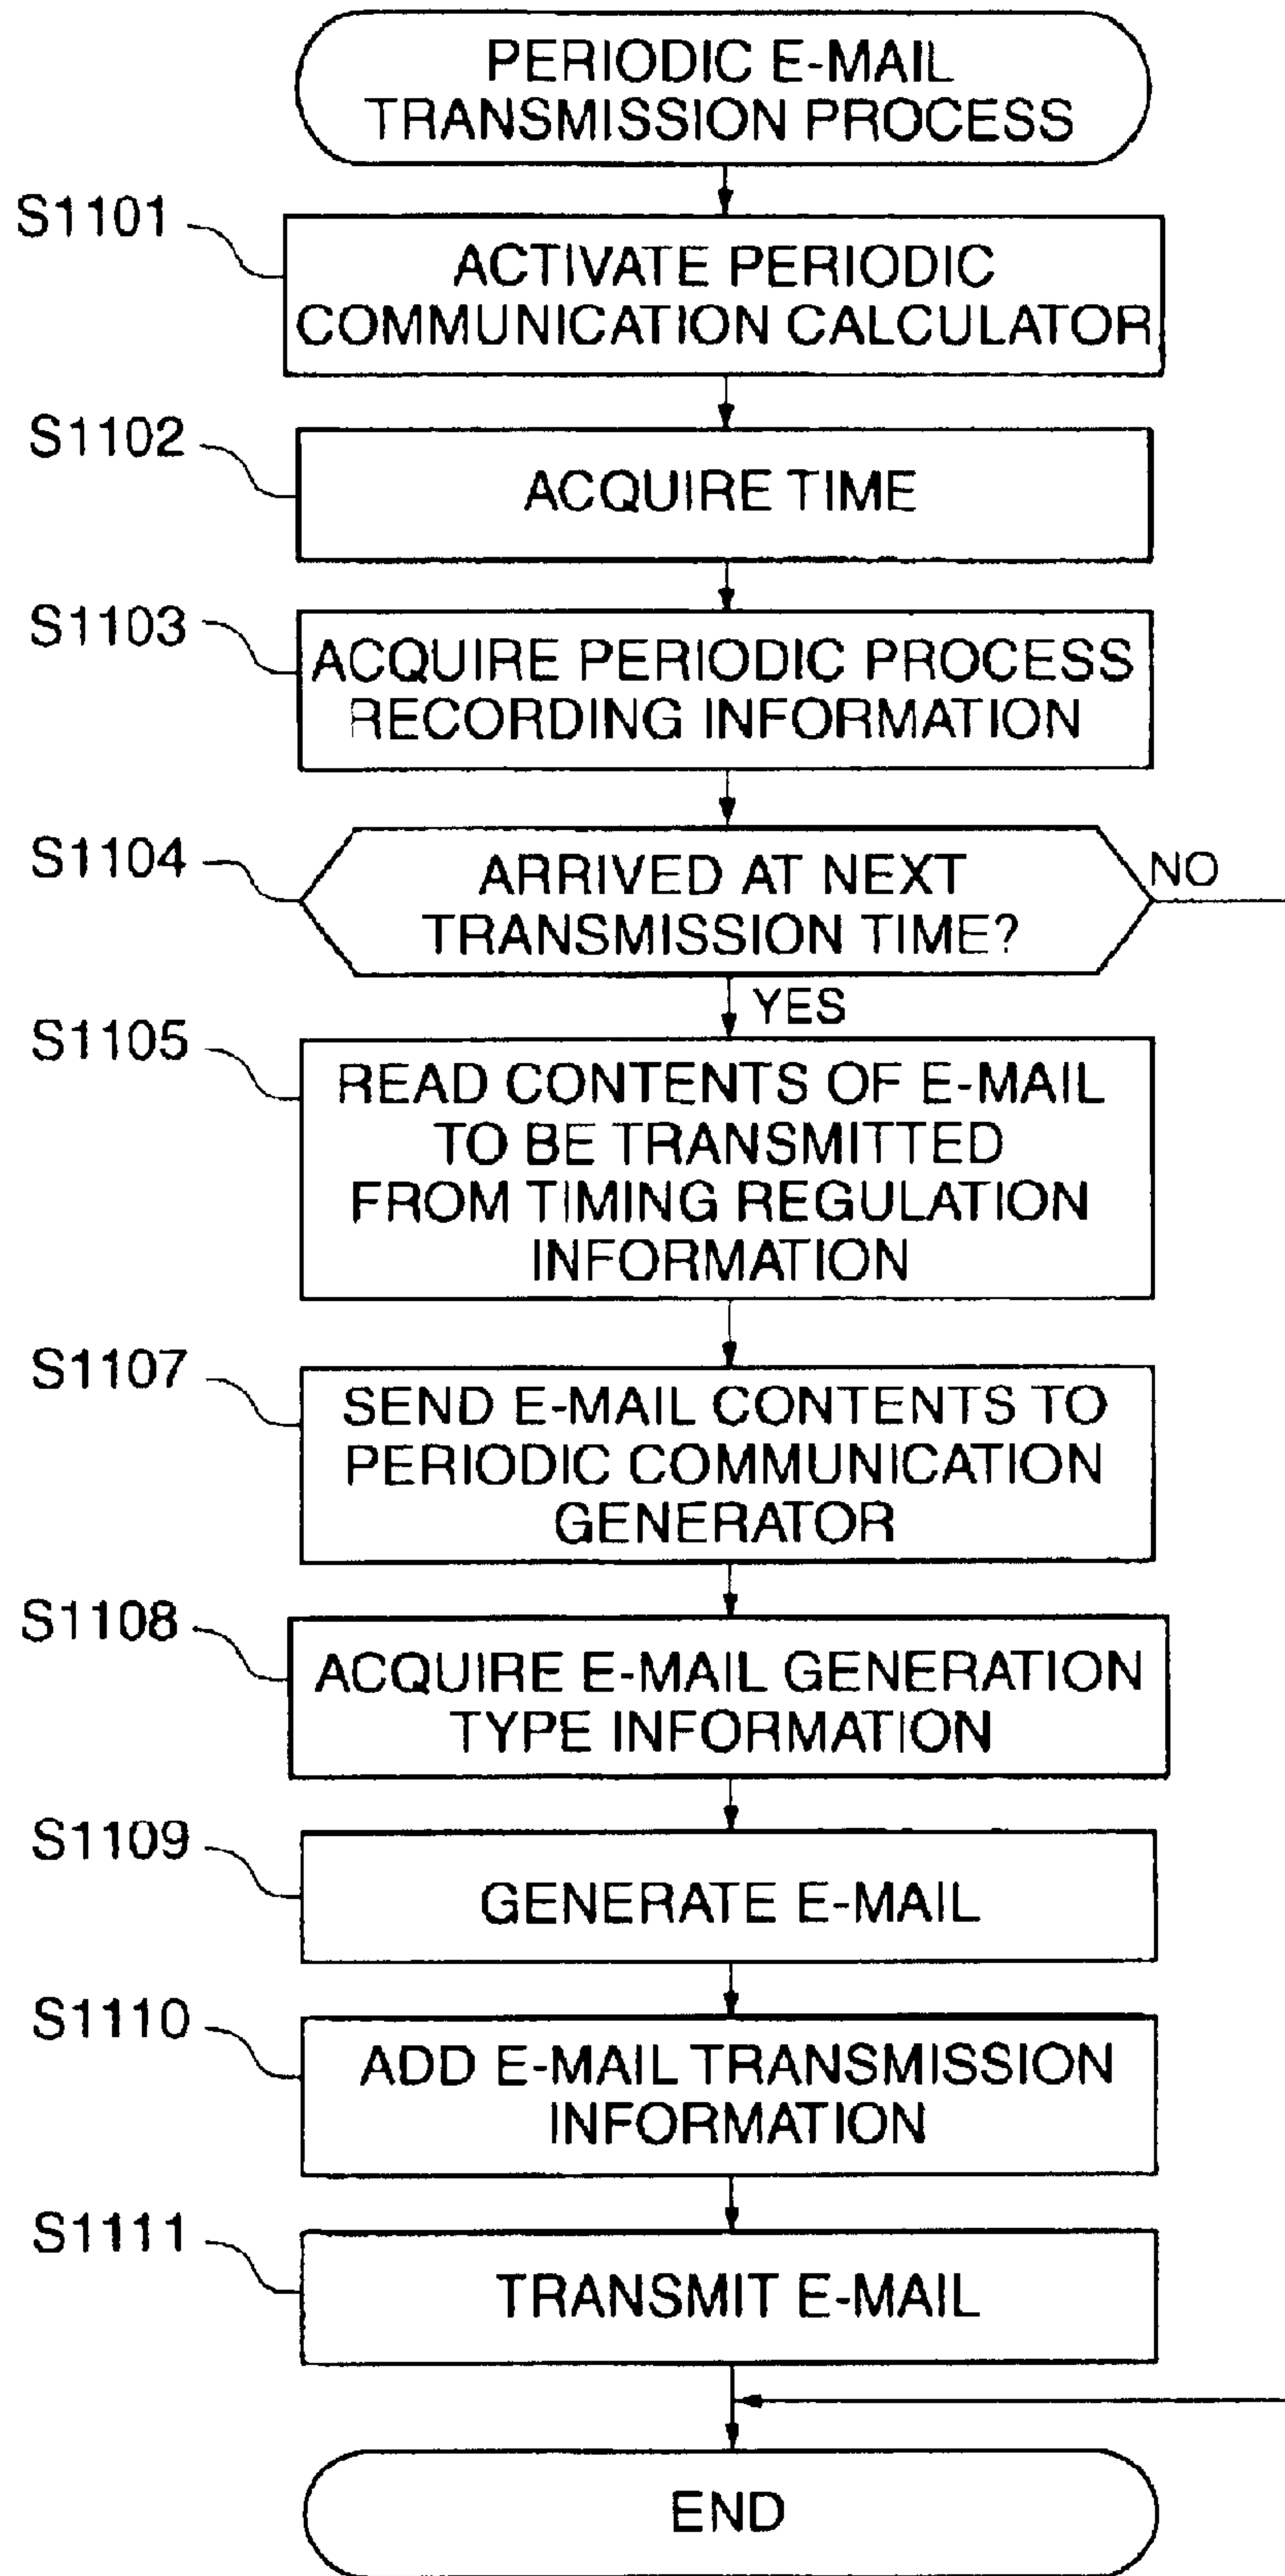 PERIODIC E-MAIL
TRANSMISSION PROCESS
S1101
ACTIVATE PERIODIC
COMMUNICATION CALCULATOR
S1102
ACQUIRE TIME
S1103
ACQUIRE PERIODIC PROCESS
RECORDING INFORMATION
S1104
ARRIVED AT NEXT
TRANSMISSION TIME?
NO
YES
S1105
READ CONTENTS OF E-MAIL
TO BE TRANSMITTED
FROM TIMING REGULATION
INFORMATION
S1107
SEND E-MAIL CONTENTS TO
PERIODIC COMMUNICATION
GENERATOR
S1108
ACQUIRE E-MAIL GENERATION
TYPE INFORMATION
S1109
GENERATE E-MAIL
S1110
ADD E-MAIL TRANSMISSION
INFORMATION
S1111
TRANSMIT E-MAIL
END